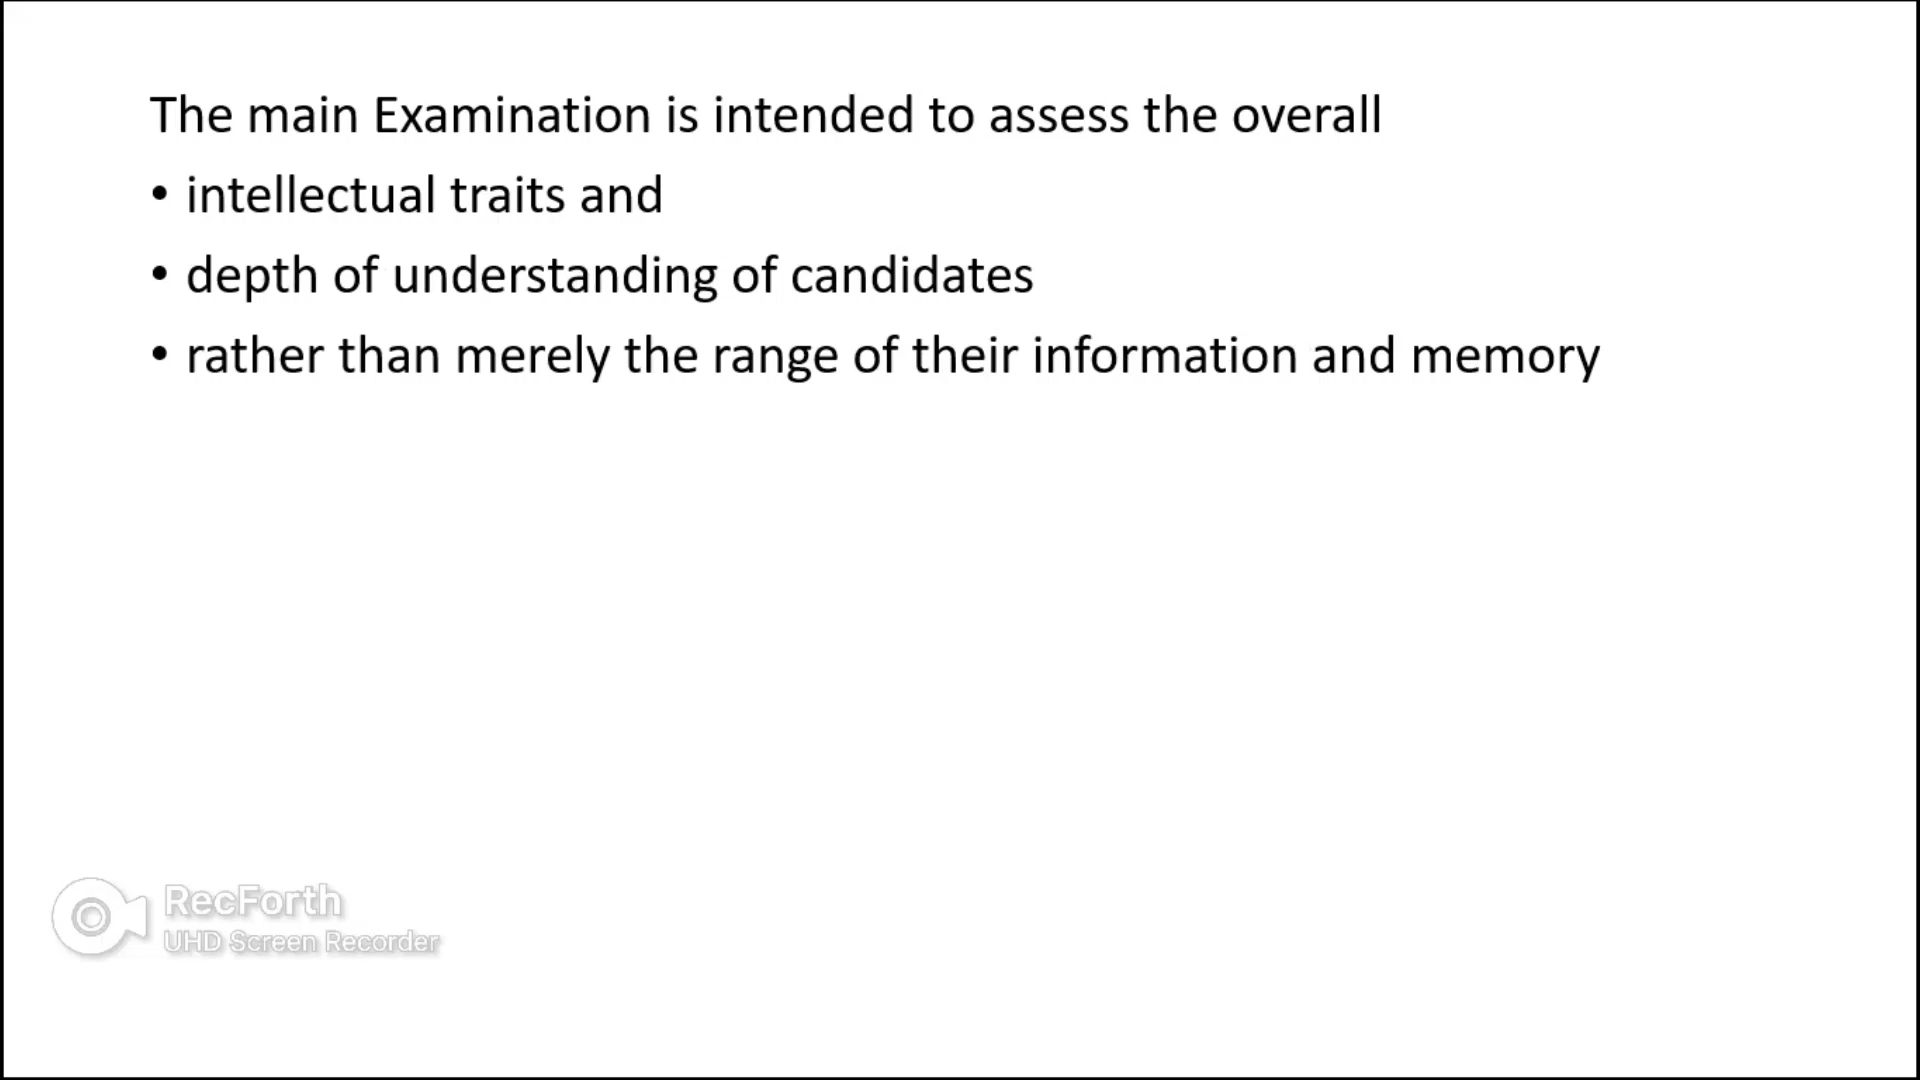 The main Examination is intended to assess the overall
• intellectual traits and
• depth of understanding of candidates
• rather than merely the range of their information and memory
RecForth
UHD Screen Recorder